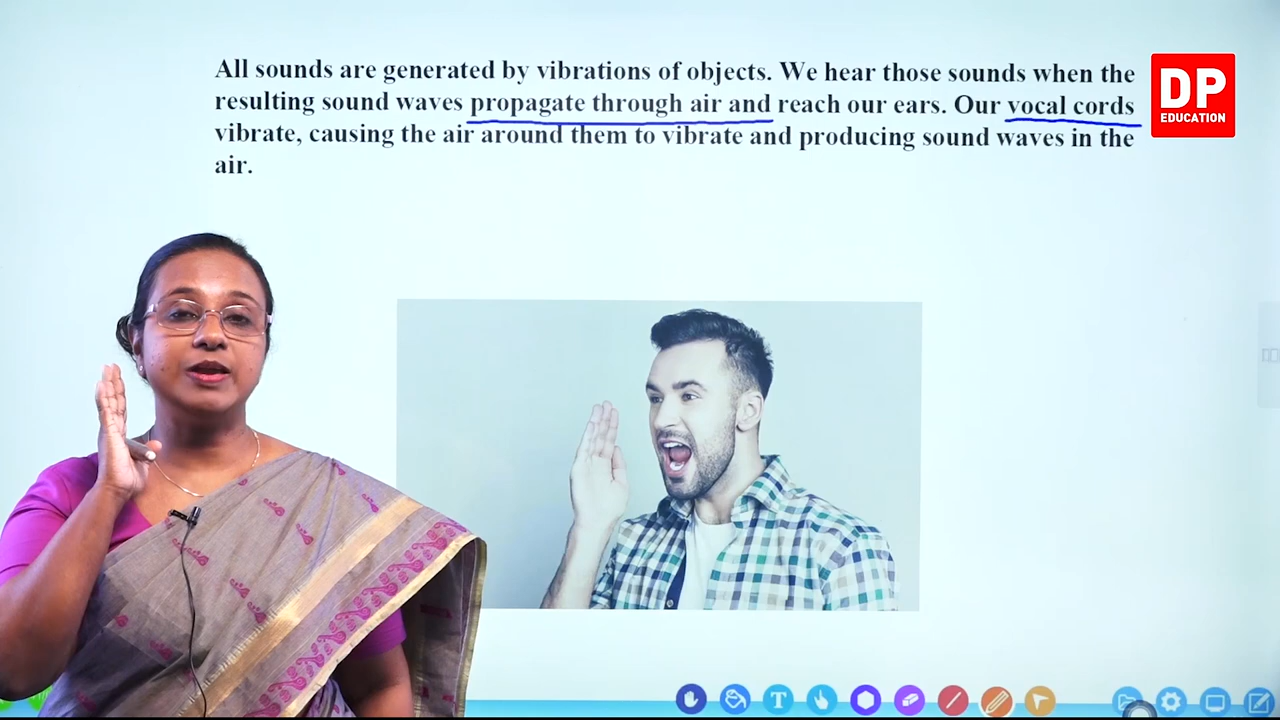 All sounds are generated by vibrations of objects. We hear those sounds when the
resulting sound waves propagate through air and reach our ears. Our vocal cords
vibrate, causing the air around them to vibrate and producing sound waves in the
air.
DP
EDUCATION
T